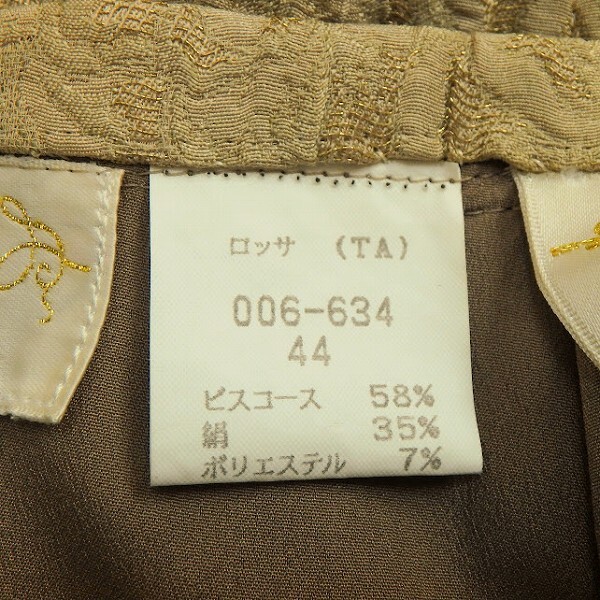 ロッサ (TA)
006-634
44
ビスコース 58%
絹 35%
ポリエステル 7%